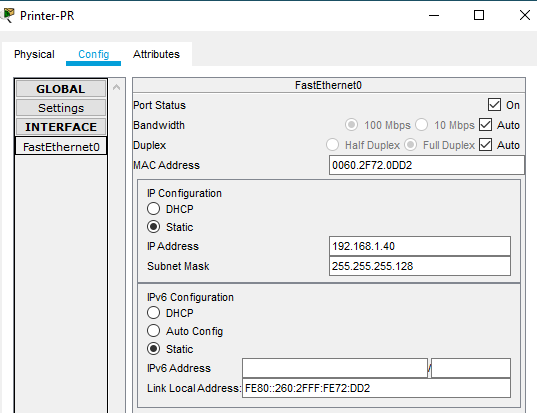 Printer-PR
Physical Config Attributes
GLOBAL
Settings
INTERFACE
FastEthernet0
FastEthernet0
Port Status On
Bandwidth 100 Mbps 10 Mbps Auto
Duplex Half Duplex Full Duplex Auto
MAC Address 0060.2F72.0DD2
IP Configuration
DHCP
Static
IP Address 192.168.1.40
Subnet Mask 255.255.255.128
IPv6 Configuration
DHCP
Auto Config
Static
IPv6 Address /
Link Local Address: FE80::260:2FFF:FE72:DD2